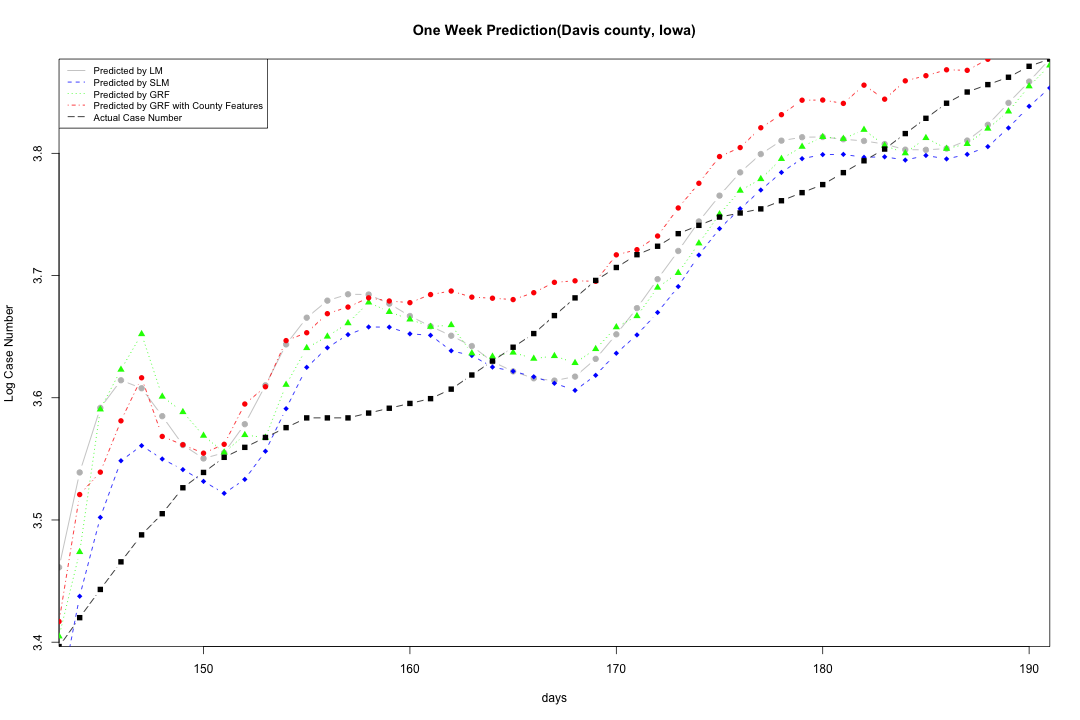 One Week Prediction(Davis county, Iowa)
Predicted by LM
Predicted by SLM
Predicted by GRF
Predicted by GRF with County Features
Actual Case Number
Log Case Number
3.8
3.7
3.6
3.5
3.4
150 160 170 180 190
days